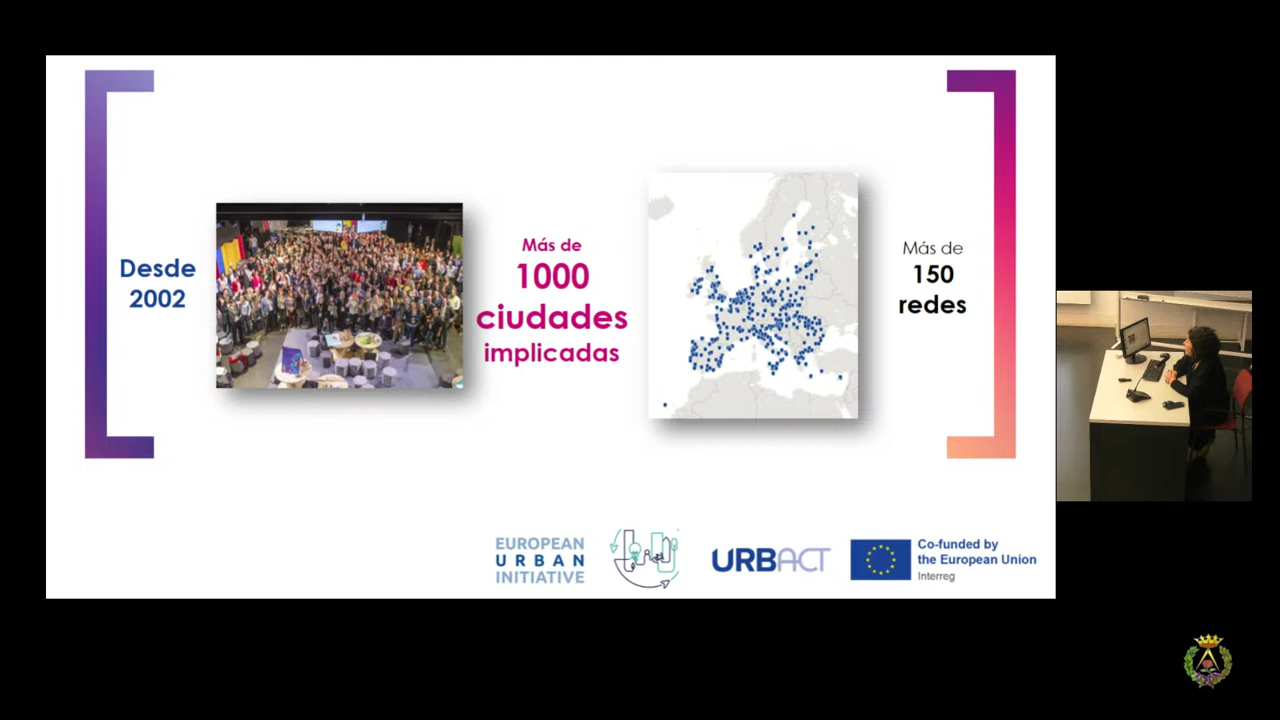 Desde
2002
Más de
1000
ciudades
implicadas
Más de
150
redes
EUROPEAN
URBAN
INITIATIVE
URBACT
Co-funded by
the European Union
Interreg